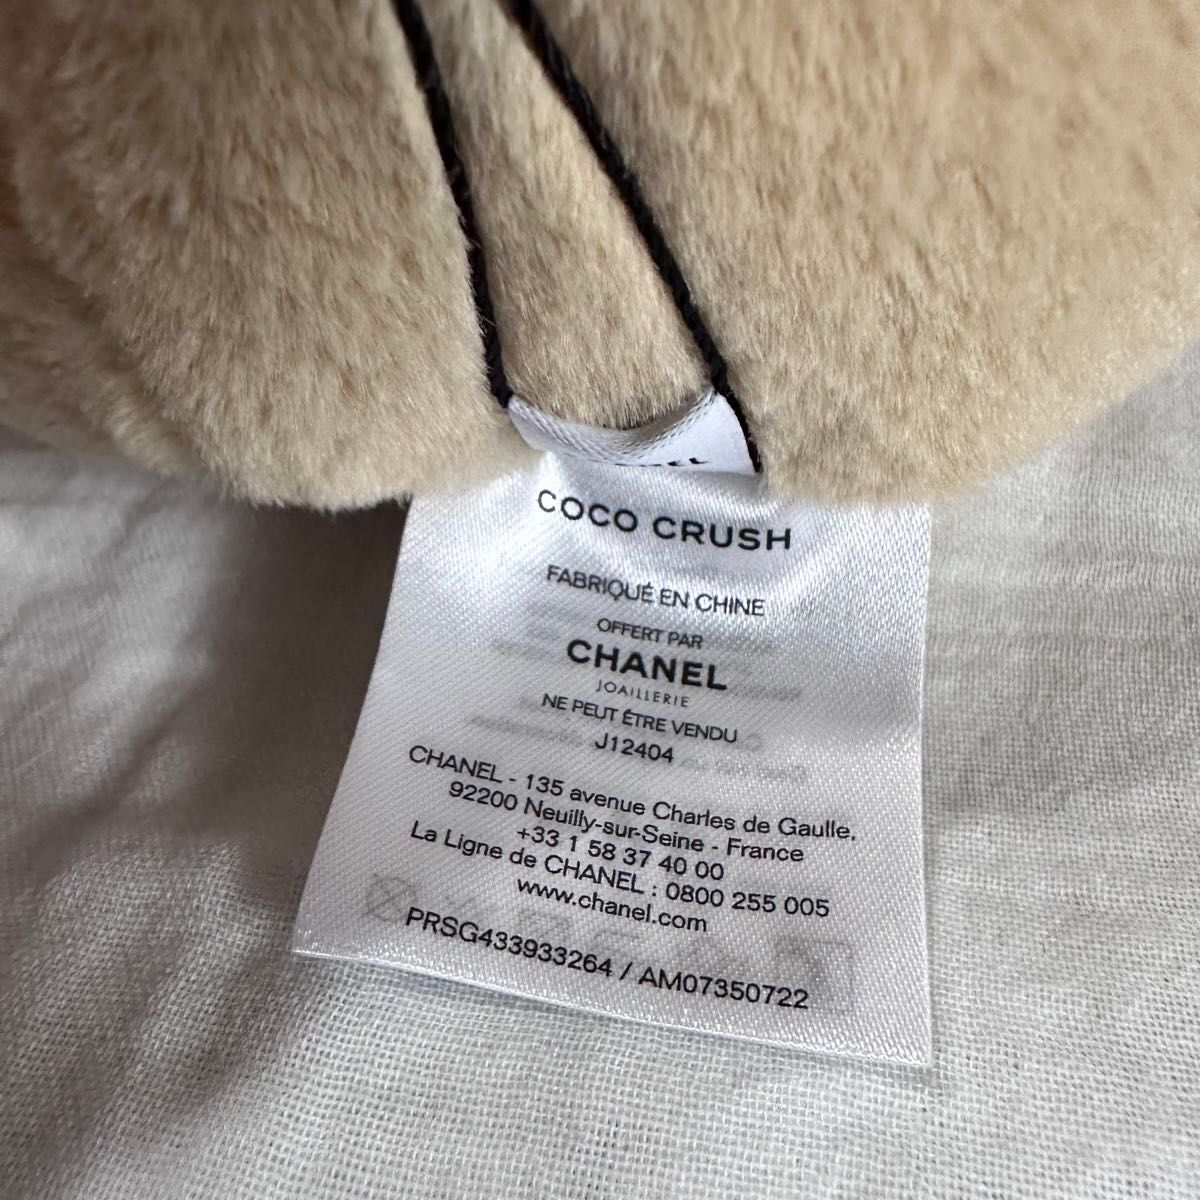 COCO CRUSH
FABRIQUÉ EN CHINE
OFFERT PAR
CHANEL
JOAILLERIE
NE PEUT ÊTRE VENDU
J12404
CHANEL - 135 avenue Charles de Gaulle,
92200 Neuilly-sur-Seine - France
+33 1 58 37 40 00
La Ligne de CHANEL : 0800 255 005
www.chanel.com
PRSG433933264 / AM07350722